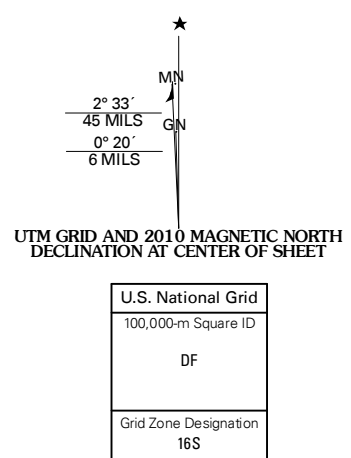 MN
2° 33´
45 MILS
GN
0° 20´
6 MILS
UTM GRID AND 2010 MAGNETIC NORTH
DECLINATION AT CENTER OF SHEET
U.S. National Grid
100,000-m Square ID
DF
Grid Zone Designation
16S